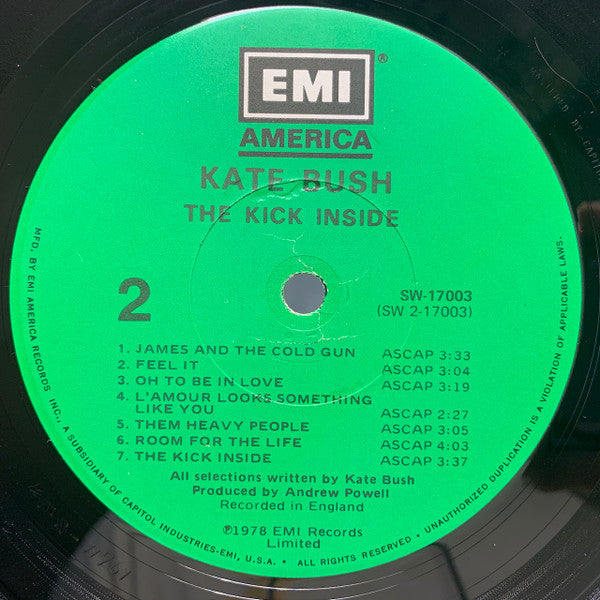 EMI®
AMERICA
KATE BUSH
THE KICK INSIDE
2
SW-17003
(SW 2-17003)
1. JAMES AND THE COLD GUN ASCAP 3:33
2. FEEL IT ASCAP 3:04
3. OH TO BE IN LOVE ASCAP 3:19
4. L'AMOUR LOOKS SOMETHING
LIKE YOU ASCAP 2:27
5. THEM HEAVY PEOPLE ASCAP 3:05
6. ROOM FOR THE LIFE ASCAP 4:03
7. THE KICK INSIDE ASCAP 3:37
All selections written by Kate Bush
Produced by Andrew Powell
Recorded in England
℗1978 EMI Records
Limited
MFG. BY EMI AMERICA RECORDS INC., A SUBSIDIARY OF CAPITOL INDUSTRIES-EMI, U.S.A. • ALL RIGHTS RESERVED • UNAUTHORIZED DUPLICATION IS A VIOLATION OF APPLICABLE LAWS.